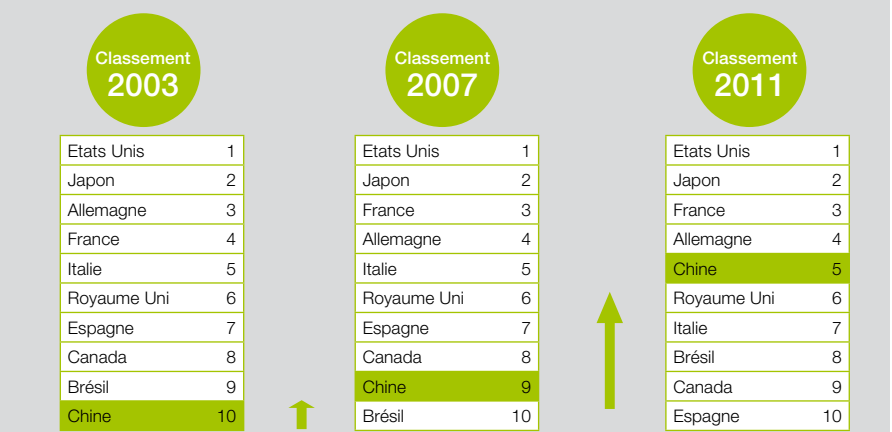 Classement
2003
Etats Unis 1
Japon 2
Allemagne 3
France 4
Italie 5
Royaume Uni 6
Espagne 7
Canada 8
Brésil 9
Chine 10
Classement
2007
Etats Unis 1
Japon 2
France 3
Allemagne 4
Italie 5
Royaume Uni 6
Espagne 7
Canada 8
Chine 9
Brésil 10
Classement
2011
Etats Unis 1
Japon 2
France 3
Allemagne 4
Chine 5
Royaume Uni 6
Italie 7
Brésil 8
Canada 9
Espagne 10